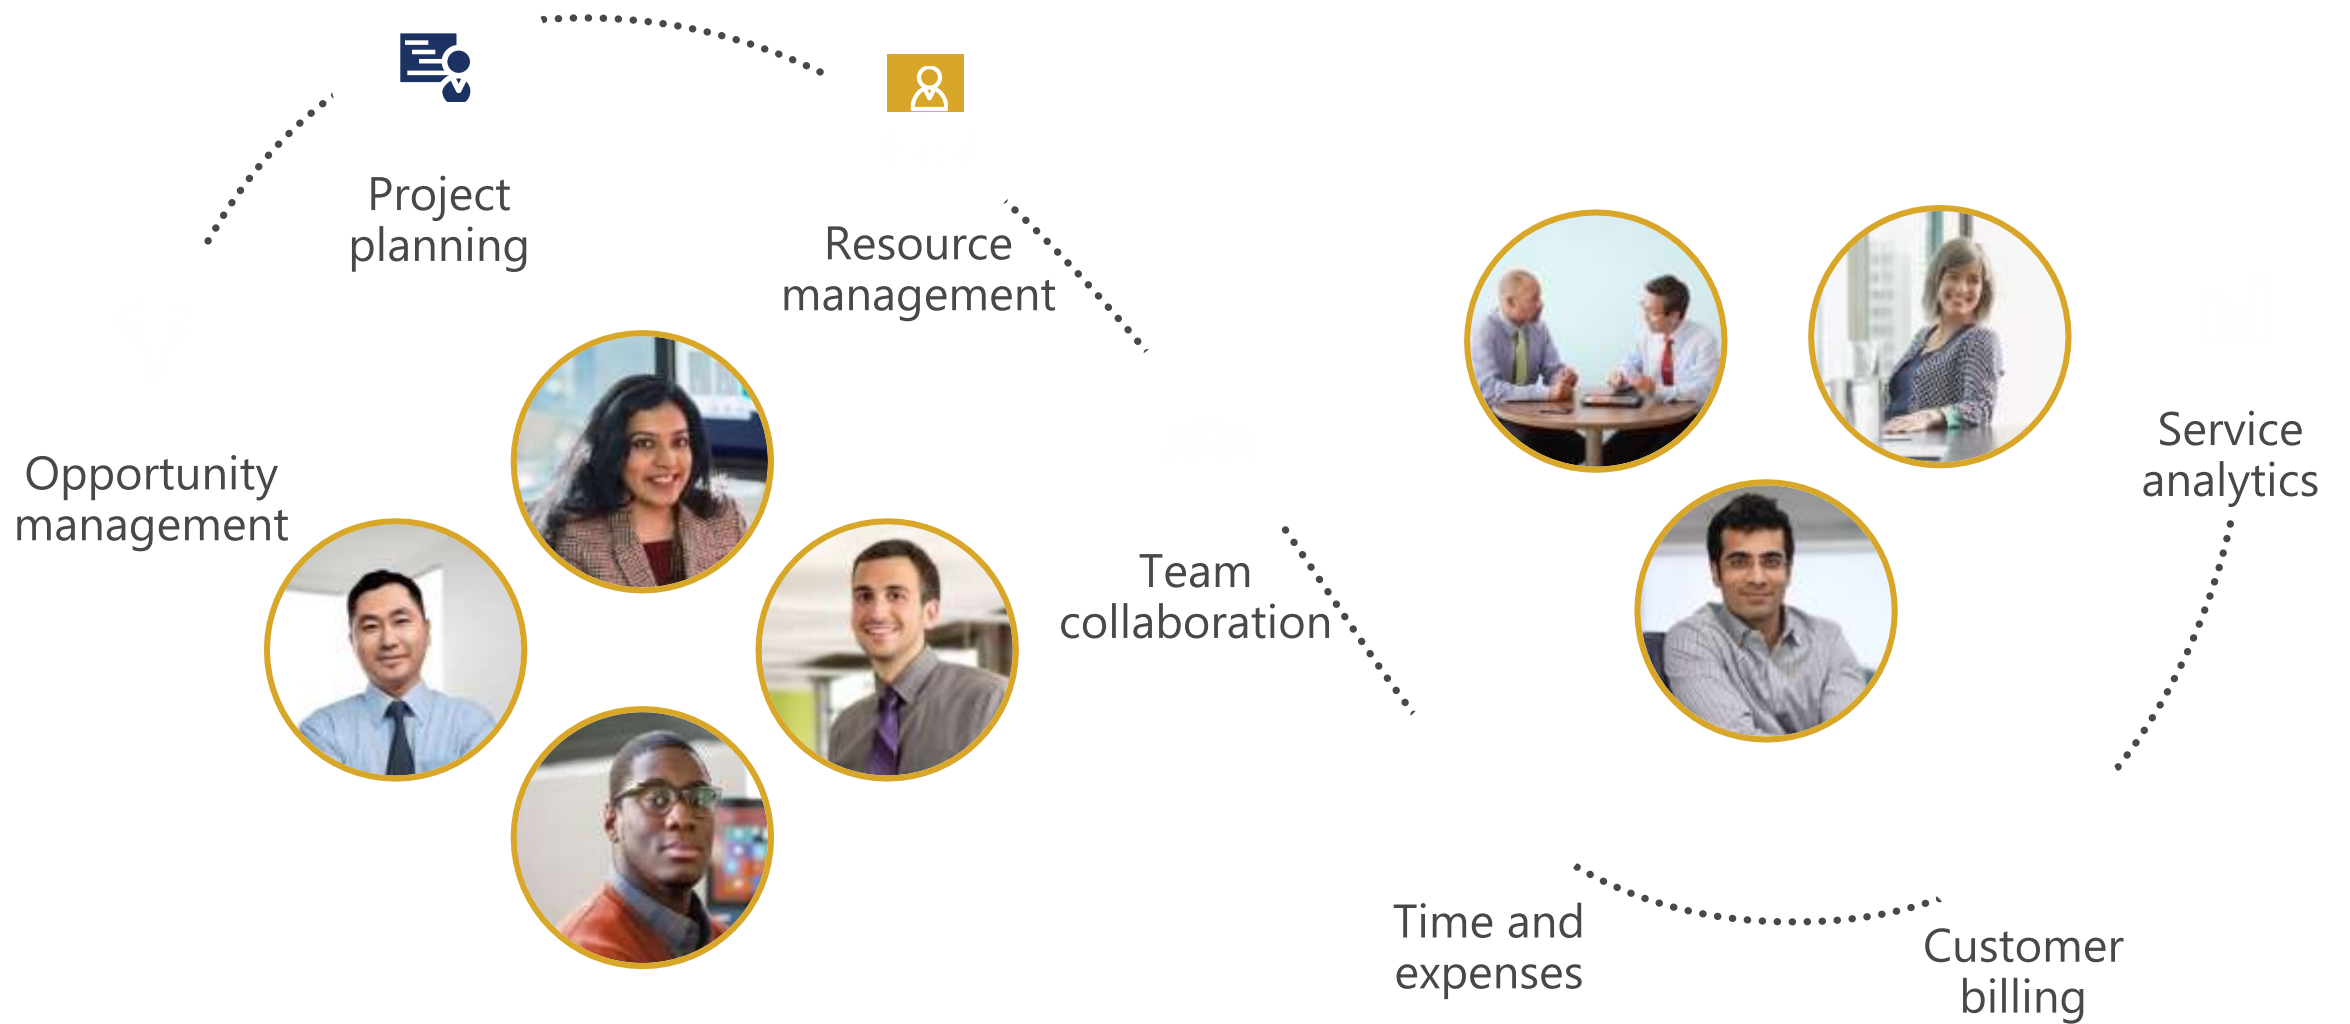 Project
planning
Resource
management
Opportunity
management
Team
collaboration
Service
analytics
Time and
expenses
Customer
billing